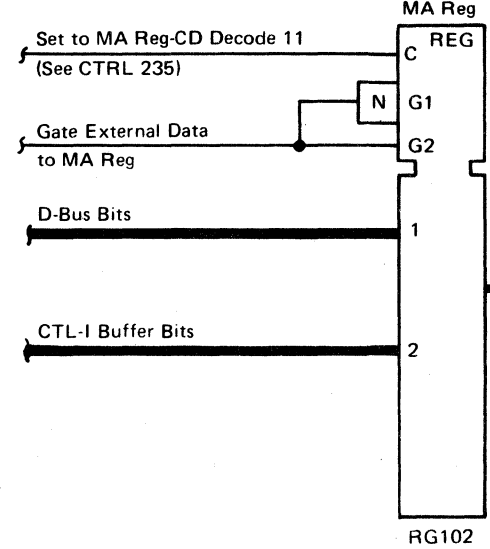 MA Reg
Set to MA Reg-CD Decode 11
REG
C
(See CTRL 235)
N
G1
Gate External Data
G2
to MA Reg
D-Bus Bits
1
CTL-I Buffer Bits
2
RG102